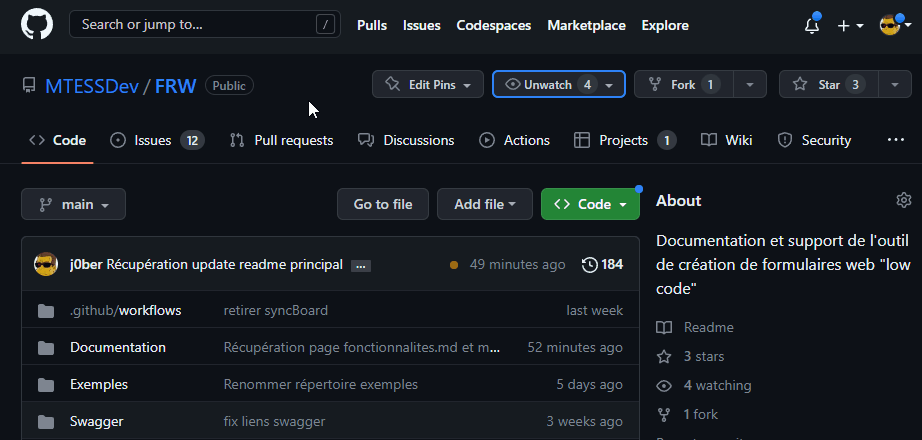 Search or jump to... /
Pulls Issues Codespaces Marketplace Explore
MTESSDev / FRW Public
Edit Pins Unwatch 4 Fork 1 Star 3
Code Issues 12 Pull requests Discussions Actions Projects 1 Wiki Security ...
main Go to file Add file Code
About
j0ber Récupération update readme principal ... 49 minutes ago 184
Documentation et support de l'outil
de création de formulaires web "low
code"
.github/workflows retirer syncBoard last week
Documentation Récupération page fonctionnalites.md et m... 52 minutes ago
Exemples Renommer répertoire exemples 5 days ago
Swagger fix liens swagger 3 weeks ago
Readme
3 stars
4 watching
1 fork